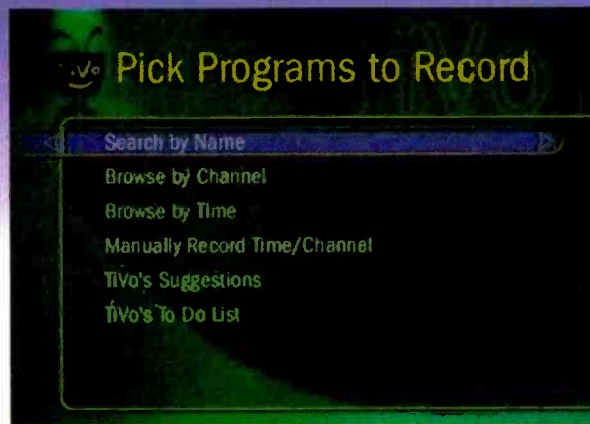 TiVo
Pick Programs to Record
Search by Name
Browse by Channel
Browse by Time
Manually Record Time/Channel
TiVo's Suggestions
TiVo's To Do List